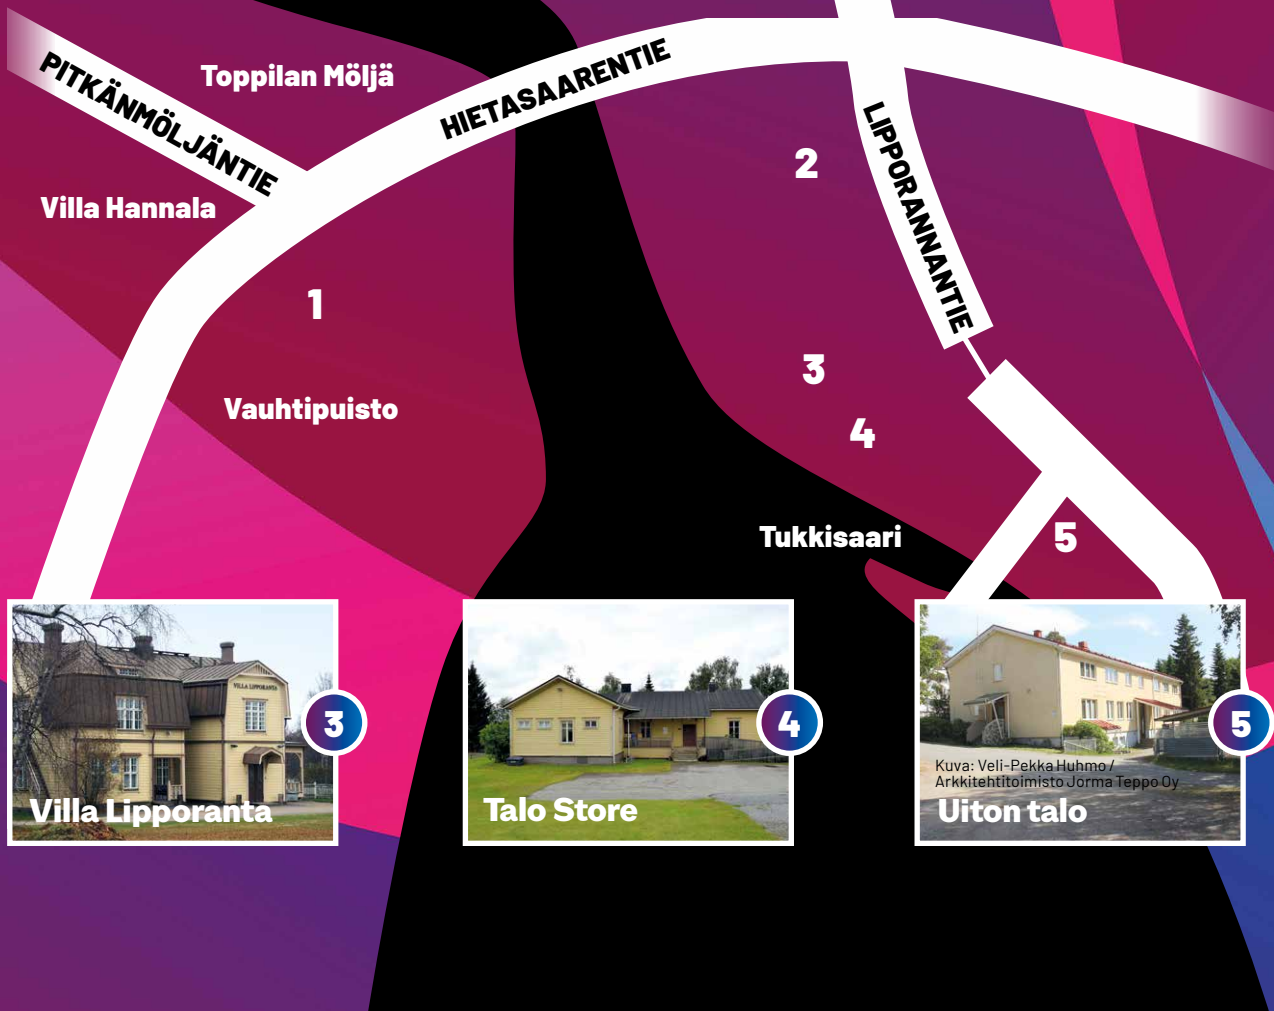 PITKÄNMÖLJÄNTIE
Toppilan Möljä
HIETASAARENTIE
LIPPORANNANTIE
2
Villa Hannala
1
3
Vauhtipuisto
4
Tukkisaari
5
VILLA LIPPORANTA
3
Villa Lipporanta
4
Talo Store
5
Kuva: Veli-Pekka Huhmo /
Arkkitehtitoimisto Jorma Teppo Oy
Uiton talo